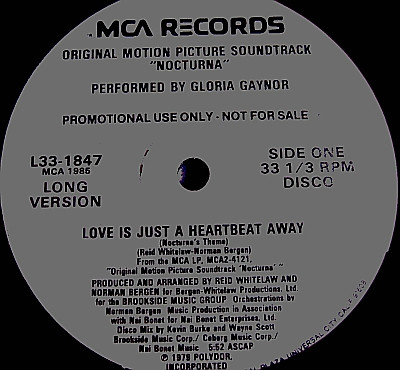 MCA RECORDS
ORIGINAL MOTION PICTURE SOUNDTRACK
"NOCTURNA"
PERFORMED BY GLORIA GAYNOR
PROMOTIONAL USE ONLY - NOT FOR SALE
L33-1847
MCA 1986
LONG
VERSION
SIDE ONE
33 1/3 RPM
DISCO
LOVE IS JUST A HEARTBEAT AWAY
(Nocturna's Theme)
(Reid Whitelaw-Norman Bergen)
From the MCA LP, MCA2-4121,
"Original Motion Picture Soundtrack 'Nocturna'"
PRODUCED AND ARRANGED BY REID WHITELAW AND
NORMAN BERGEN for Bergen-Whitelaw Productions, Ltd.
for the BROOKSIDE MUSIC GROUP Orchestrations by
Norman Bergen Music Production in Association
with Nai Bonet for Nai Bonet Enterprises, Ltd.
Disco Mix by Kevin Burke and Wayne Scott
Brookside Music Corp./ Ceberg Music Corp./
Nai Bonet Music 5:52 ASCAP
℗ 1979 POLYDOR,
INCORPORATED
PLAZA UNIVERSAL CITY CALIF